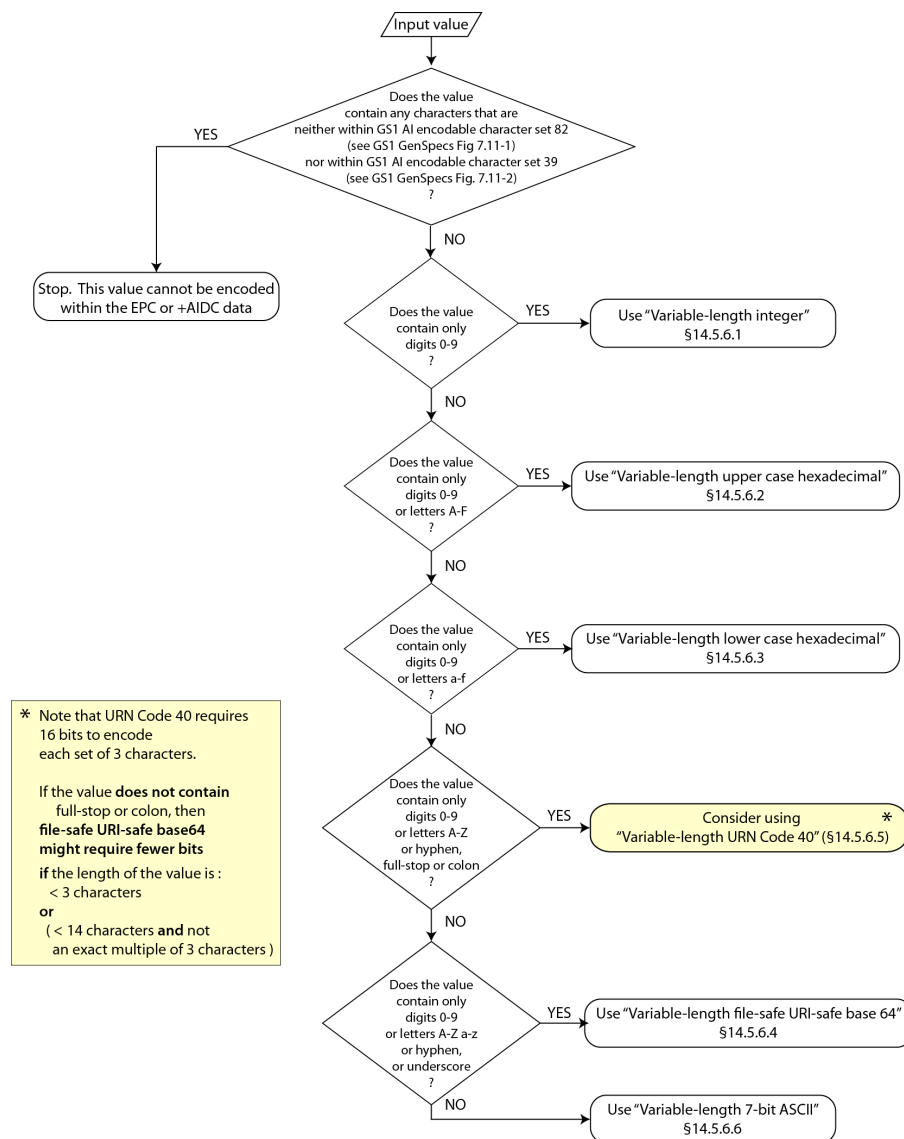 Input value
Does the value
contain any characters that are
neither within GS1 AI encodable character set 82
(see GS1 GenSpecs Fig 7.11-1)
nor within GS1 AI encodable character set 39
(see GS1 GenSpecs Fig. 7.11-2)
?
YES
NO
Stop. This value cannot be encoded
within the EPC or +AIDC data
Does the value
contain only
digits 0-9
?
YES
Use “Variable-length integer”
§14.5.6.1
NO
Does the value
contain only
digits 0-9
or letters A-F
?
YES
Use “Variable-length upper case hexadecimal”
§14.5.6.2
NO
Does the value
contain only
digits 0-9
or letters a-f
?
YES
Use “Variable-length lower case hexadecimal”
§14.5.6.3
NO
* Note that URN Code 40 requires
16 bits to encode
each set of 3 characters.
If the value does not contain
full-stop or colon, then
file-safe URI-safe base64
might require fewer bits
if the length of the value is :
< 3 characters
or
( < 14 characters and not
an exact multiple of 3 characters )
Does the value
contain only
digits 0-9
or letters A-Z
or hyphen,
full-stop or colon
?
YES
Consider using *
“Variable-length URN Code 40” (§14.5.6.5)
NO
Does the value
contain only
digits 0-9
or letters A-Z a-z
or hyphen,
or underscore
?
YES
Use “Variable-length file-safe URI-safe base 64”
§14.5.6.4
NO
Use “Variable-length 7-bit ASCII”
§14.5.6.6